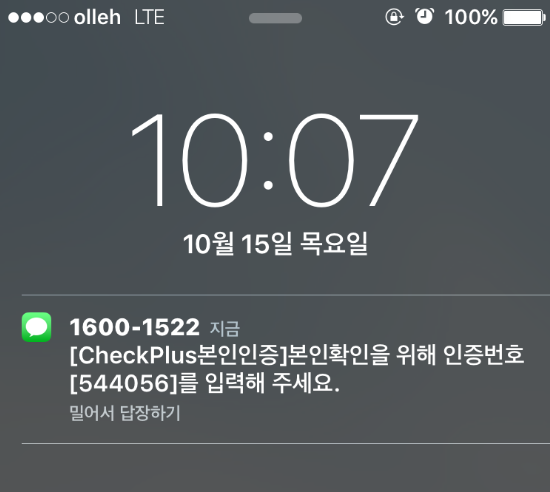 olleh LTE 100%
10:07
10월 15일 목요일
1600-1522 지금
[CheckPlus본인인증]본인확인을 위해 인증번호
[544056]를 입력해 주세요.
밀어서 답장하기